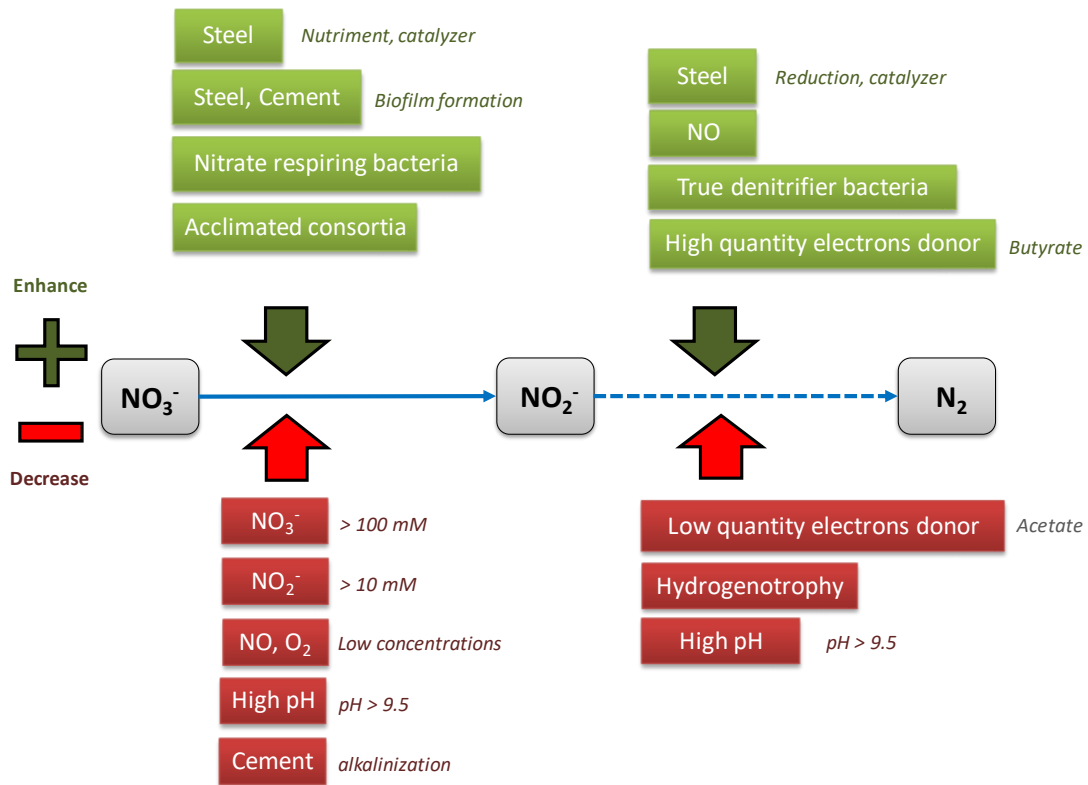 Steel Nutriment, catalyzer
Steel, Cement Biofilm formation
Nitrate respiring bacteria
Acclimated consortia
Steel Reduction, catalyzer
NO
True denitrifier bacteria
High quantity electrons donor Butyrate
Enhance
NO₃⁻ NO₂⁻ N₂
Decrease
NO₃⁻ > 100 mM
NO₂⁻ > 10 mM
NO, O₂ Low concentrations
High pH pH > 9.5
Cement alkalinization
Low quantity electrons donor Acetate
Hydrogenotrophy
High pH pH > 9.5